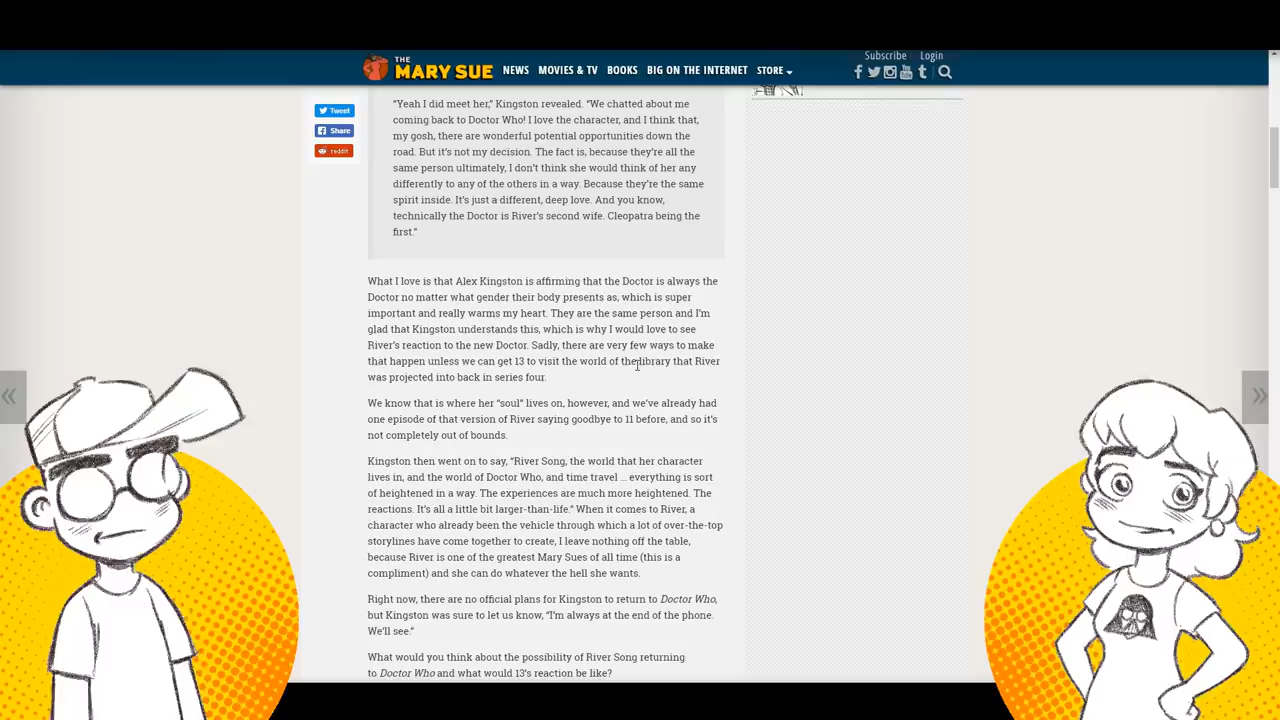 Subscribe Login
THE MARY SUE NEWS MOVIES & TV BOOKS BIG ON THE INTERNET STORE
Tweet
Share
reddit
“Yeah I did meet her,” Kingston revealed. “We chatted about me
coming back to Doctor Who! I love the character, and I think that,
my gosh, there are wonderful potential opportunities down the
road. But it’s not my decision. The fact is, because they’re all the
same person ultimately, I don’t think she would think of her any
differently to any of the others in a way. Because they’re the same
spirit inside. It’s just a different, deep love. And you know,
technically the Doctor is River’s second wife. Cleopatra being the
first.”
What I love is that Alex Kingston is affirming that the Doctor is always the
Doctor no matter what gender their body presents as, which is super
important and really warms my heart. They are the same person and I’m
glad that Kingston understands this, which is why I would love to see
River’s reaction to the new Doctor. Sadly, there are very few ways to make
that happen unless we can get 13 to visit the world of the library that River
was projected into back in series four.
We know that is where her “soul” lives on, however, and we’ve already had
one episode of that version of River saying goodbye to 11 before, and so it’s
not completely out of bounds.
Kingston then went on to say, “River Song, the world that her character
lives in, and the world of Doctor Who, and time travel … everything is sort
of heightened in a way. The experiences are much more heightened. The
reactions. It’s all a little bit larger-than-life.” When it comes to River, a
character who already been the vehicle through which a lot of over-the-top
storylines have come together to create, I leave nothing off the table,
because River is one of the greatest Mary Sues of all time (this is a
compliment) and she can do whatever the hell she wants.
Right now, there are no official plans for Kingston to return to Doctor Who,
but Kingston was sure to let us know, “I’m always at the end of the phone.
We’ll see.”
What would you think about the possibility of River Song returning
to Doctor Who and what would 13’s reaction be like?